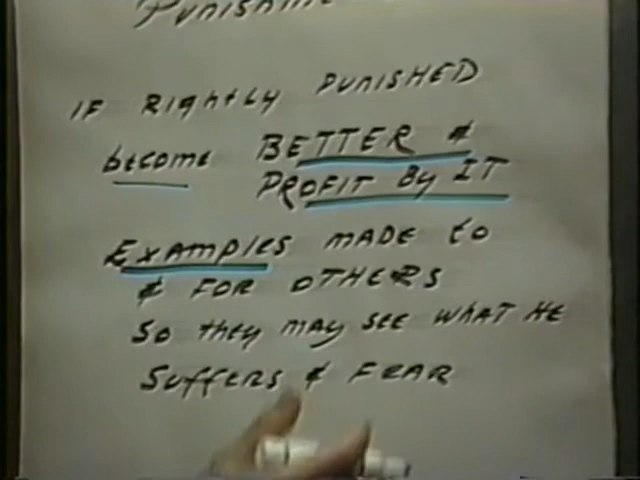 IF RIGHTLY PUNISHED
become BETTER &
PROFIT By IT
EXAMPLES MADE to
& FOR OTHERS
So they may see WHAT HE
SUFFERS & FEAR